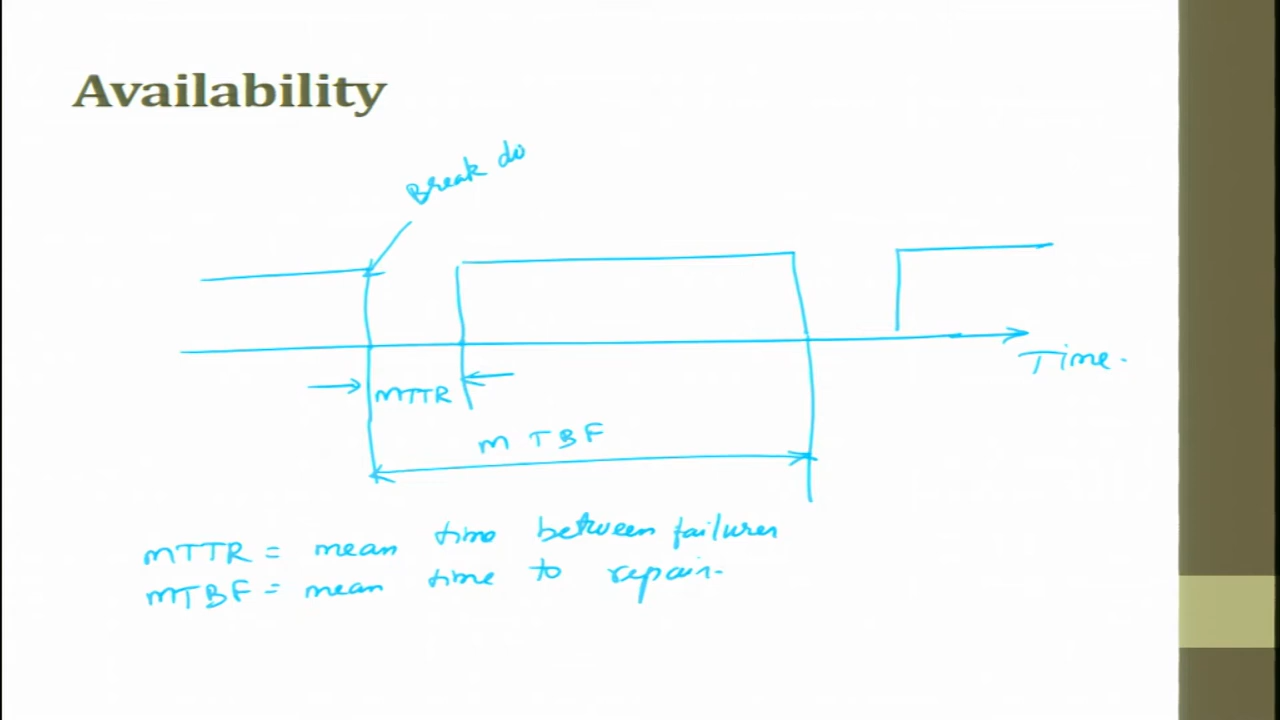 Availability
Break do
Time.
MTTR
MTBF
MTTR = mean time between failures
MTBF = mean time to repair.